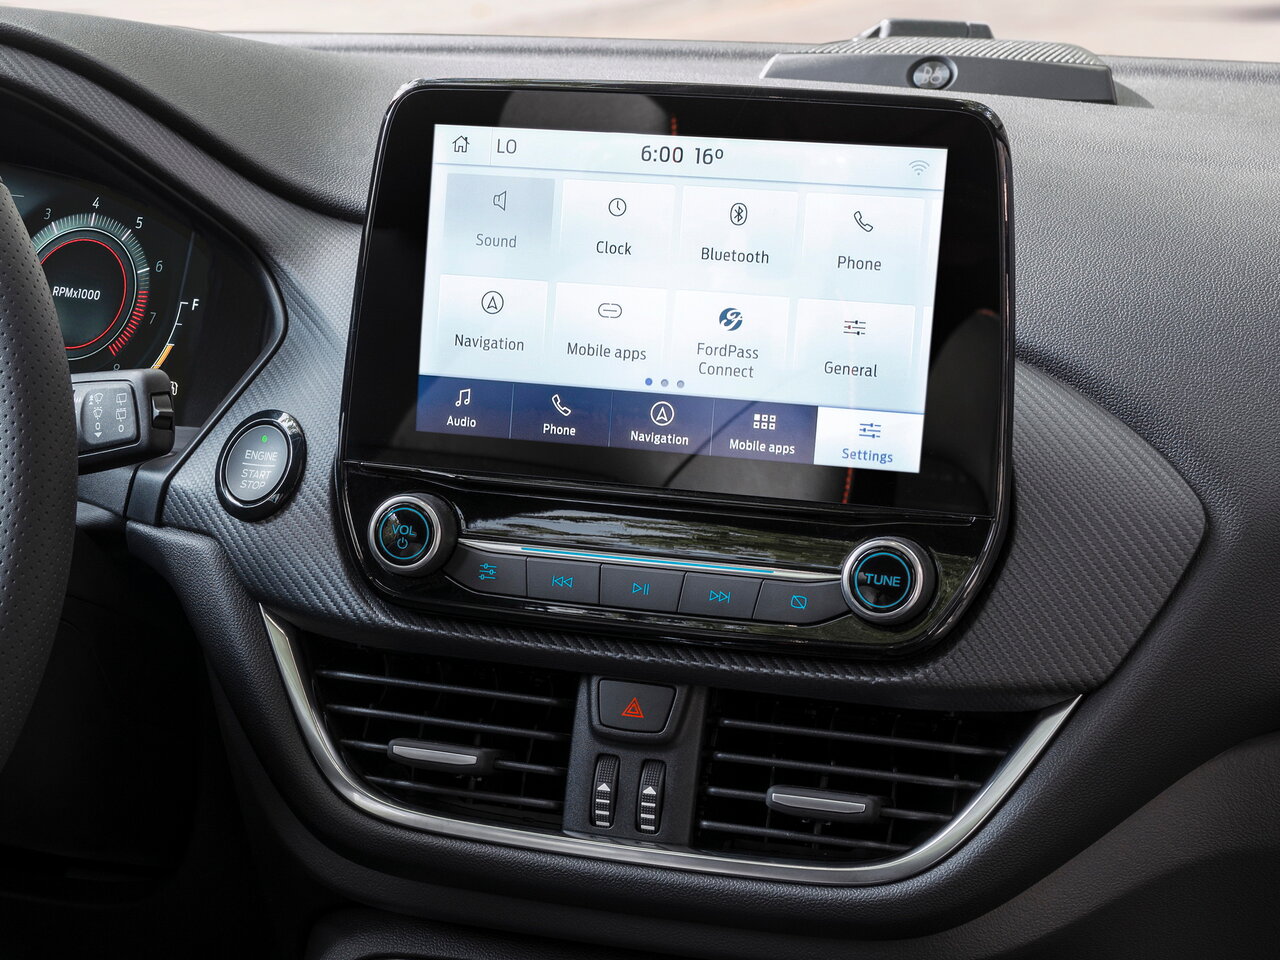 B&O
LO
6:00 16º
Sound
Clock
Bluetooth
Phone
Navigation
Mobile apps
FordPass
Connect
General
Audio
Phone
Navigation
Mobile apps
Settings
3
4
5
6
7
8
RPMx1000
F
ENGINE
START
STOP
VOL
TUNE